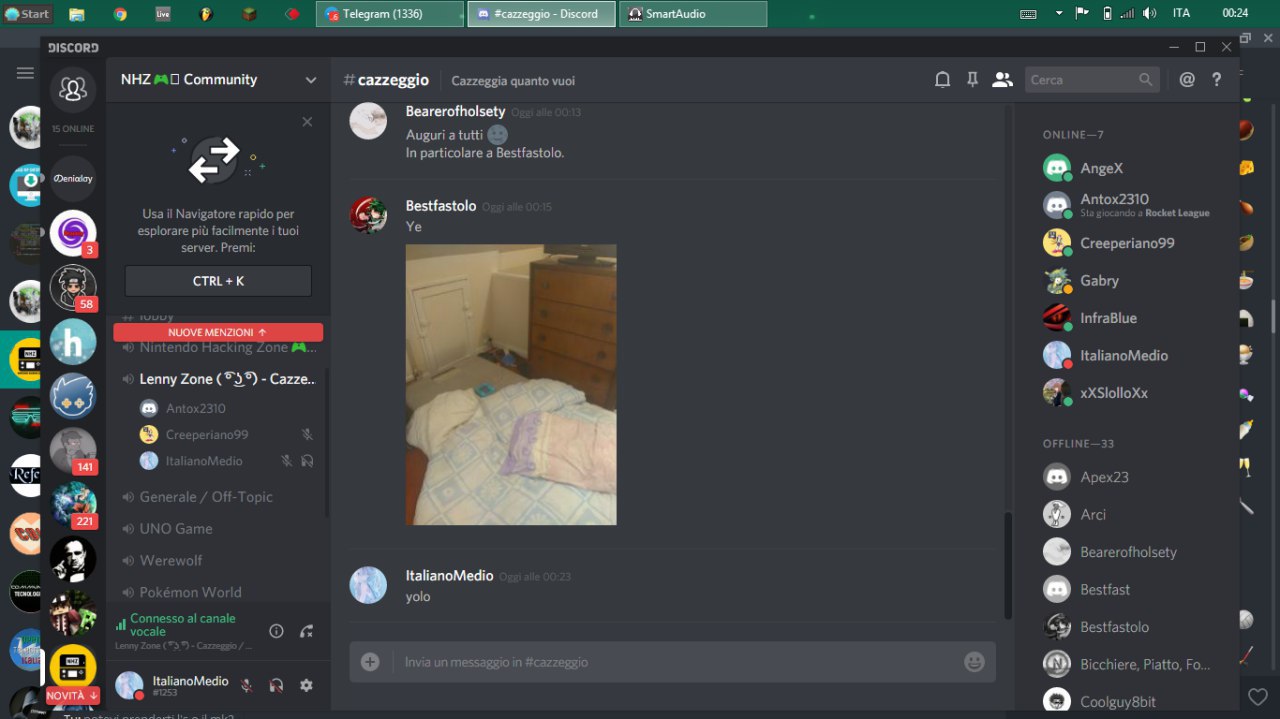 Start
Live
Telegram (1336)
#cazzeggio - Discord
SmartAudio
ITA
00:24
DISCORD
15 ONLINE
Denialay
3
58
h
141
221
NHZ
NOVITÀ ↓
NHZ 🎮 Community
Usa il Navigatore rapido per
esplorare più facilmente i tuoi
server. Premi:
CTRL + K
# lobby
NUOVE MENZIONI ↑
Nintendo Hacking Zone 🎮...
Lenny Zone ( ͡° ͜ʖ ͡°) - Cazze...
Antox2310
Creeperiano99
ItalianoMedio
Generale / Off-Topic
UNO Game
Werewolf
Pokémon World
Connesso al canale
vocale
Lenny Zone ( ͡° ͜ʖ ͡°) - Cazzeggio / ...
ItalianoMedio
#1253
#cazzeggio
Cazzeggia quanto vuoi
Cerca
@ ?
Bearerofholsety Oggi alle 00:13
Auguri a tutti 🌚
In particolare a Bestfastolo.
Bestfastolo Oggi alle 00:15
Ye
ItalianoMedio Oggi alle 00:23
yolo
Invia un messaggio in #cazzeggio
ONLINE—7
AngeX
Antox2310
Sta giocando a Rocket League
Creeperiano99
Gabry
InfraBlue
ItalianoMedio
xXSlolloXx
OFFLINE—33
Apex23
Arci
Bearerofholsety
Bestfast
Bestfastolo
Bicchiere, Piatto, Fo...
Coolguy8bit